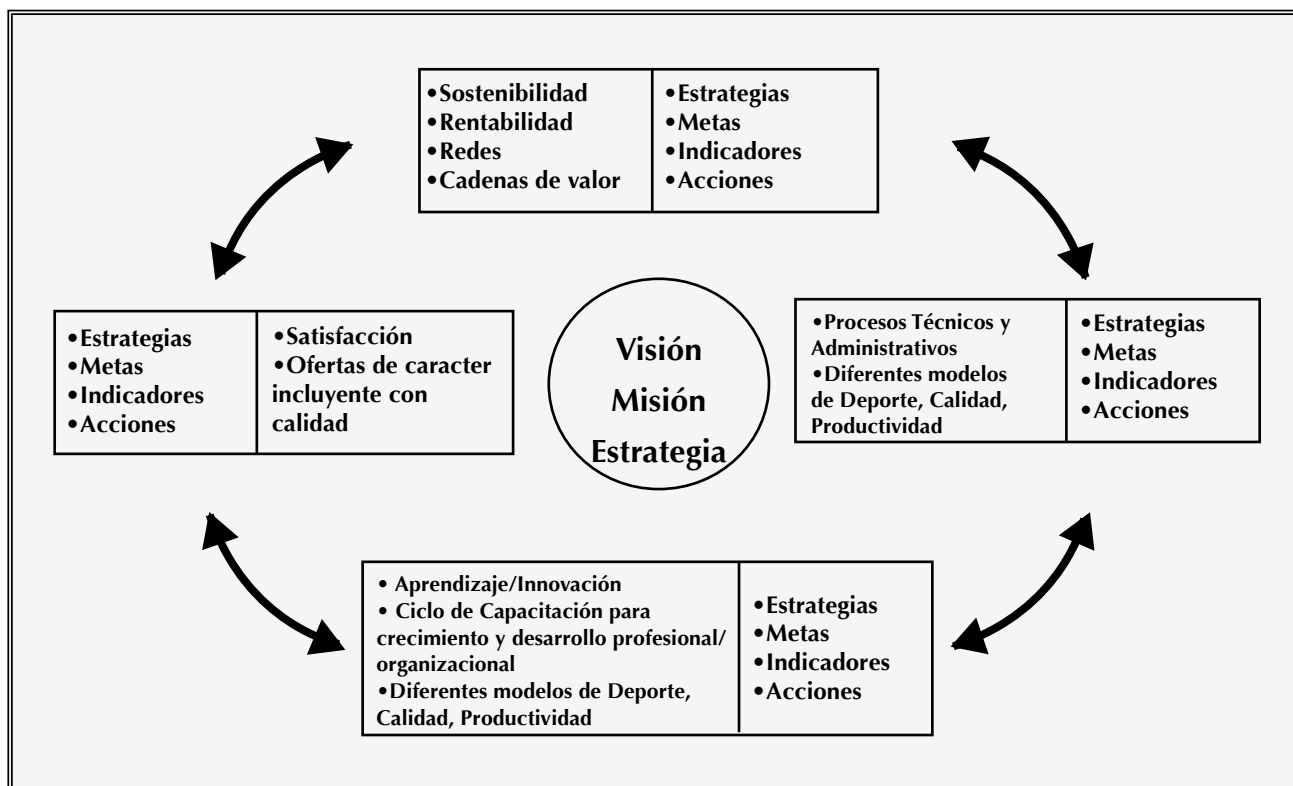 •Sostenibilidad
•Rentabilidad
•Redes
•Cadenas de valor
•Estrategias
•Metas
•Indicadores
•Acciones
•Estrategias
•Metas
•Indicadores
•Acciones
•Satisfacción
•Ofertas de caracter
incluyente con
calidad
Visión
Misión
Estrategia
•Procesos Técnicos y
Administrativos
•Diferentes modelos
de Deporte, Calidad,
Productividad
•Estrategias
•Metas
•Indicadores
•Acciones
• Aprendizaje/Innovación
• Ciclo de Capacitación para
crecimiento y desarrollo profesional/
organizacional
•Diferentes modelos de Deporte,
Calidad, Productividad
•Estrategias
•Metas
•Indicadores
•Acciones